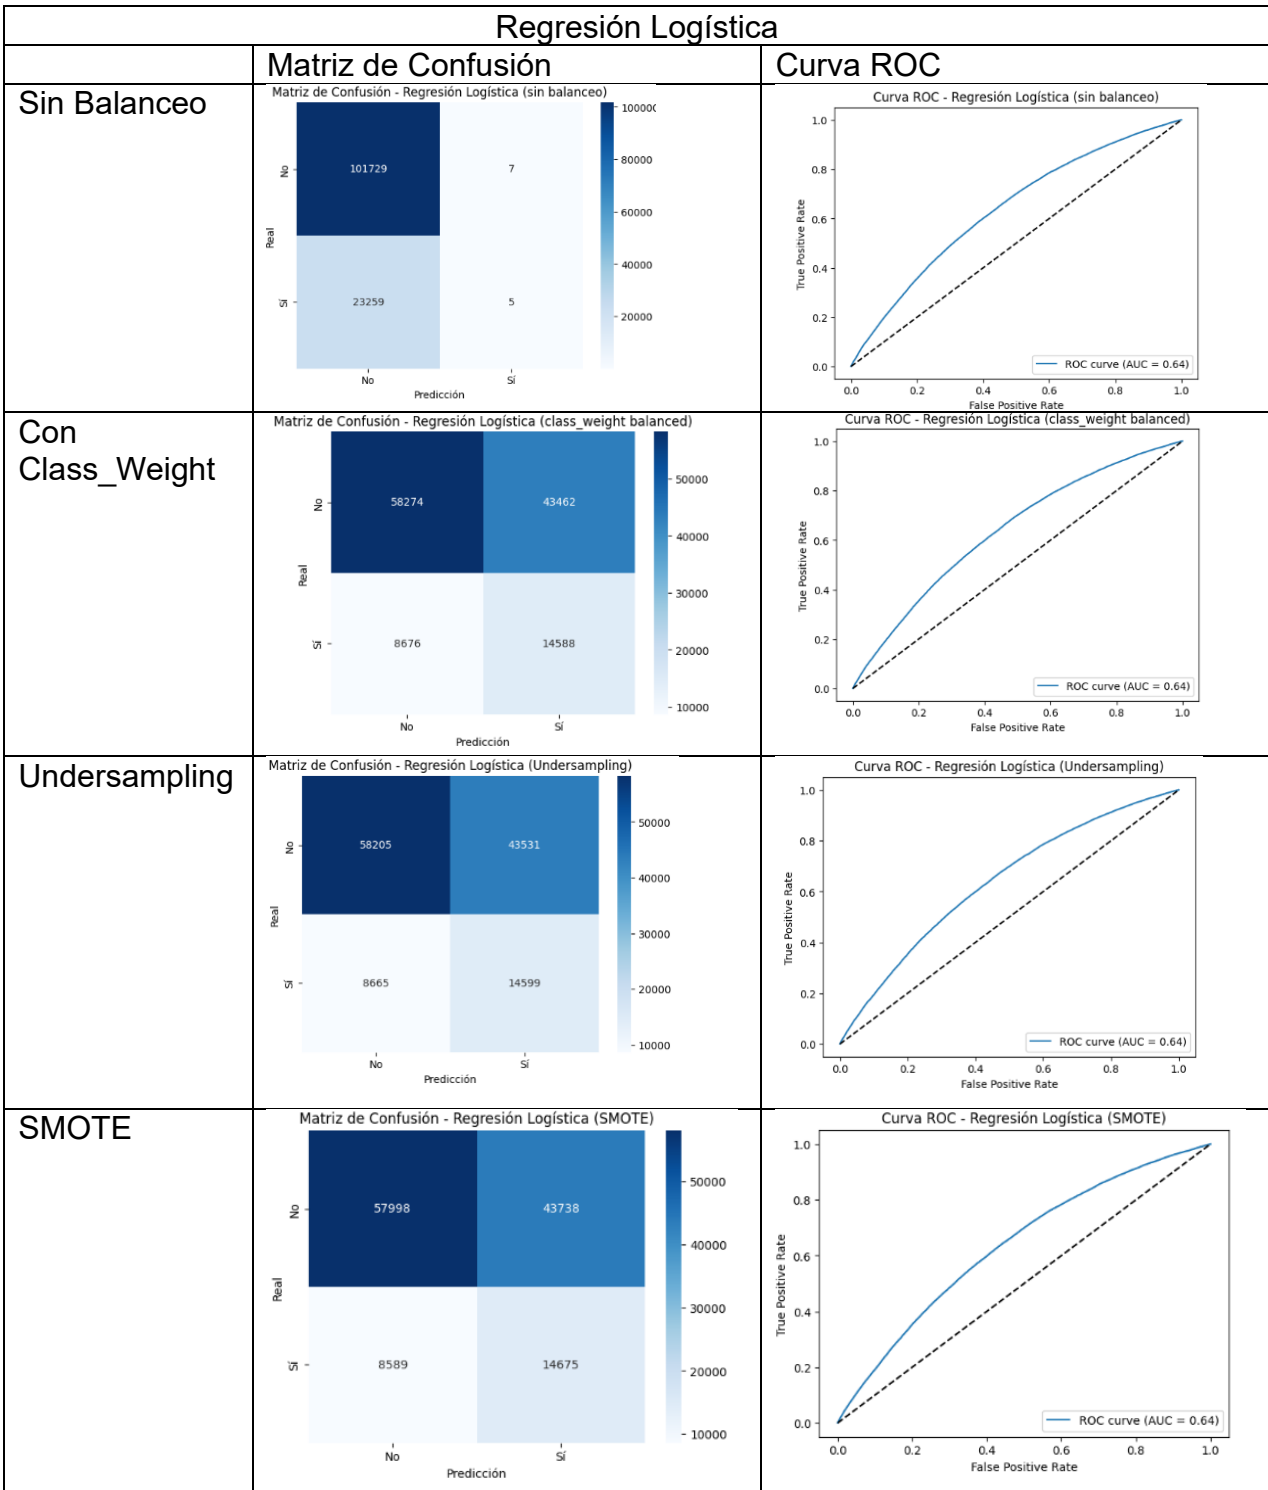 Regresión Logística
Matriz de Confusión
Curva ROC
Sin Balanceo
Matriz de Confusión - Regresión Logística (sin balanceo)
No
101729
7
Real
Sí
23259
5
No
Sí
Predicción
10000
80000
60000
40000
20000
Curva ROC - Regresión Logística (sin balanceo)
1.0
0.8
0.6
0.4
0.2
0.0
True Positive Rate
ROC curve (AUC = 0.64)
0.0 0.2 0.4 0.6 0.8 1.0
False Positive Rate
Con
Class_Weight
Matriz de Confusión - Regresión Logística (class_weight balanced)
No
58274
43462
Real
Sí
8676
14588
No
Sí
Predicción
50000
40000
30000
20000
10000
Curva ROC - Regresión Logística (class_weight balanced)
1.0
0.8
0.6
0.4
0.2
0.0
True Positive Rate
ROC curve (AUC = 0.64)
0.0 0.2 0.4 0.6 0.8 1.0
False Positive Rate
Undersampling
Matriz de Confusión - Regresión Logística (Undersampling)
No
58205
43531
Real
Sí
8665
14599
No
Sí
Predicción
50000
40000
30000
20000
10000
Curva ROC - Regresión Logística (Undersampling)
1.0
0.8
0.6
0.4
0.2
0.0
True Positive Rate
ROC curve (AUC = 0.64)
0.0 0.2 0.4 0.6 0.8 1.0
False Positive Rate
SMOTE
Matriz de Confusión - Regresión Logística (SMOTE)
No
57998
43738
Real
Sí
8589
14675
No
Sí
Predicción
50000
40000
30000
20000
10000
Curva ROC - Regresión Logística (SMOTE)
1.0
0.8
0.6
0.4
0.2
0.0
True Positive Rate
ROC curve (AUC = 0.64)
0.0 0.2 0.4 0.6 0.8 1.0
False Positive Rate